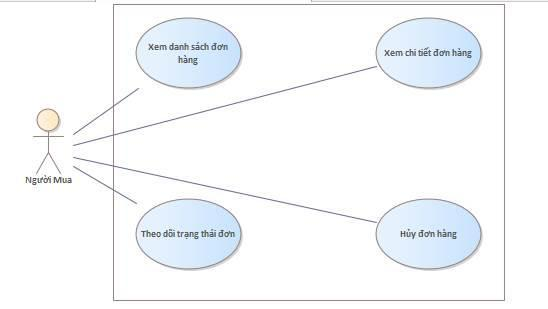 Xem danh sách đơn
hàng
Xem chi tiết đơn hàng
Người Mua
Theo dõi trạng thái đơn
Hủy đơn hàng